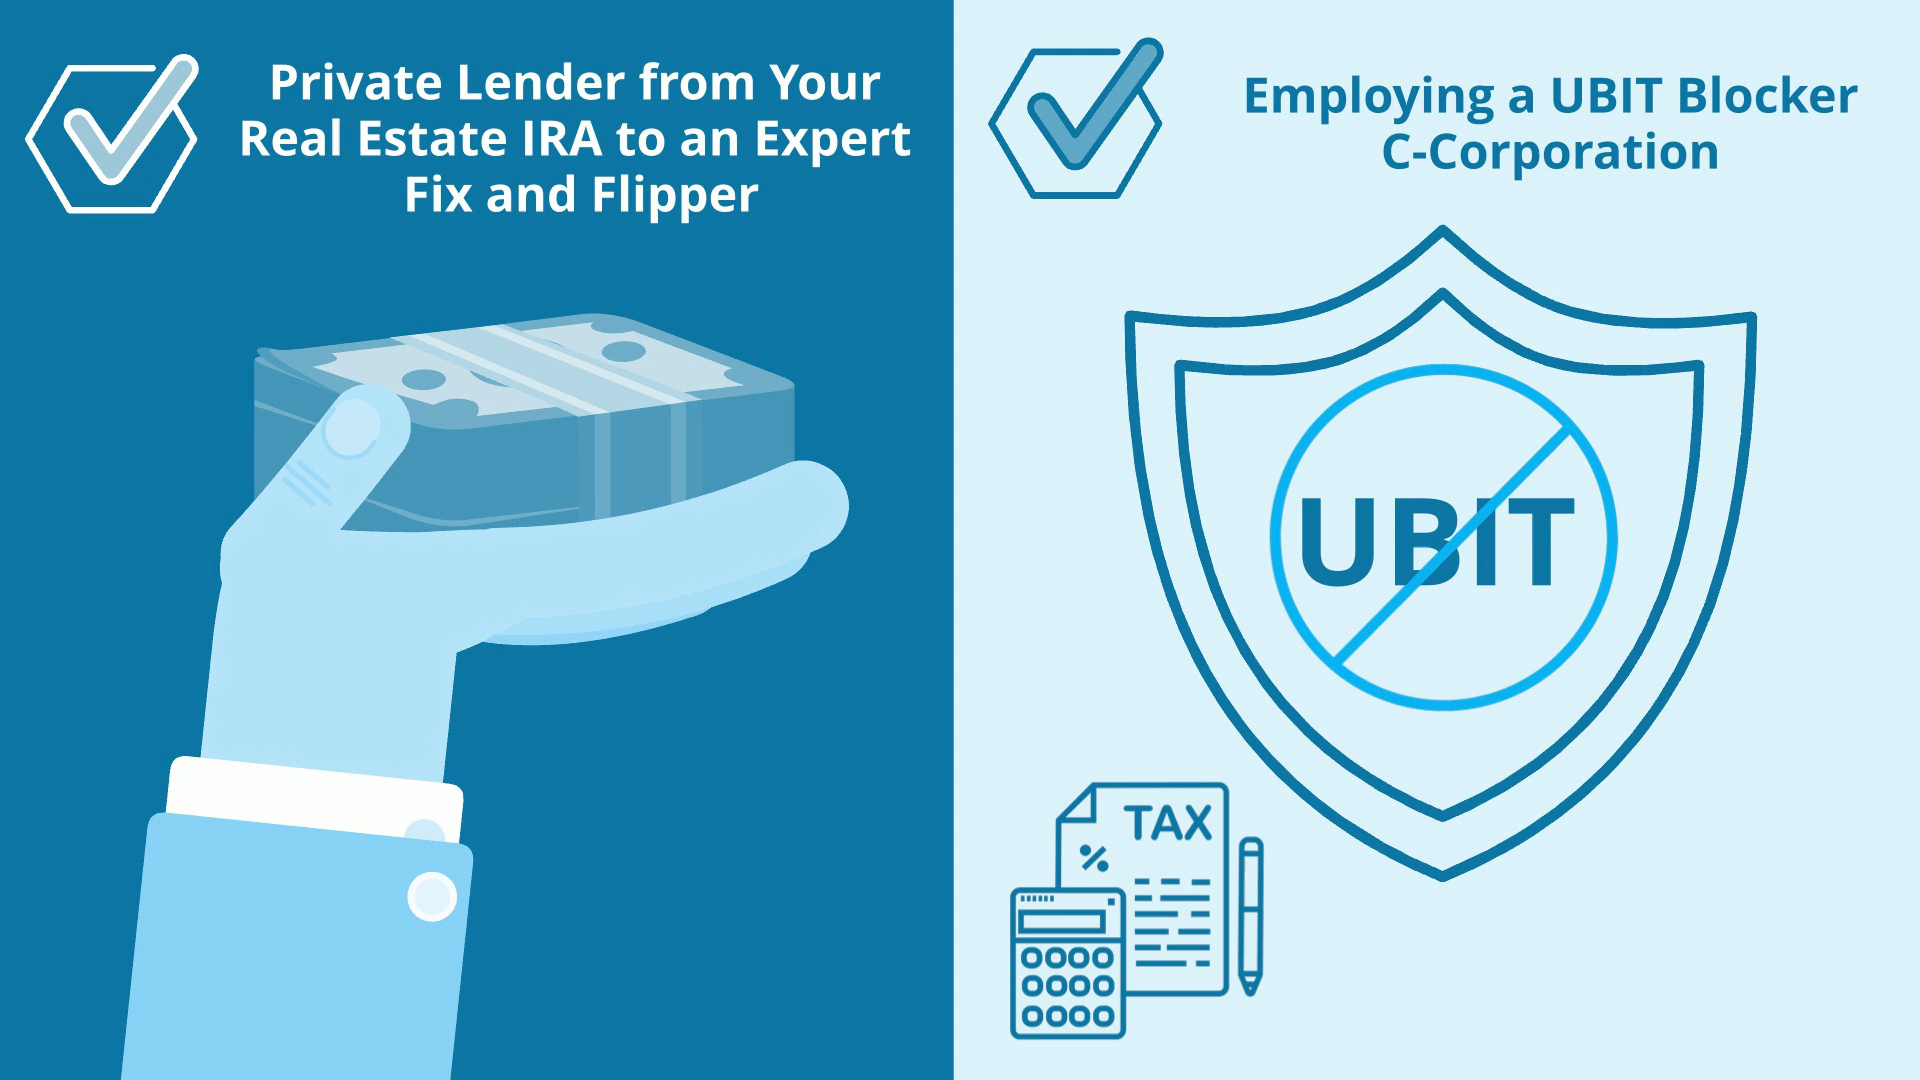 Private Lender from Your
Real Estate IRA to an Expert
Fix and Flipper
Employing a UBIT Blocker
C-Corporation
UBIT
TAX
%